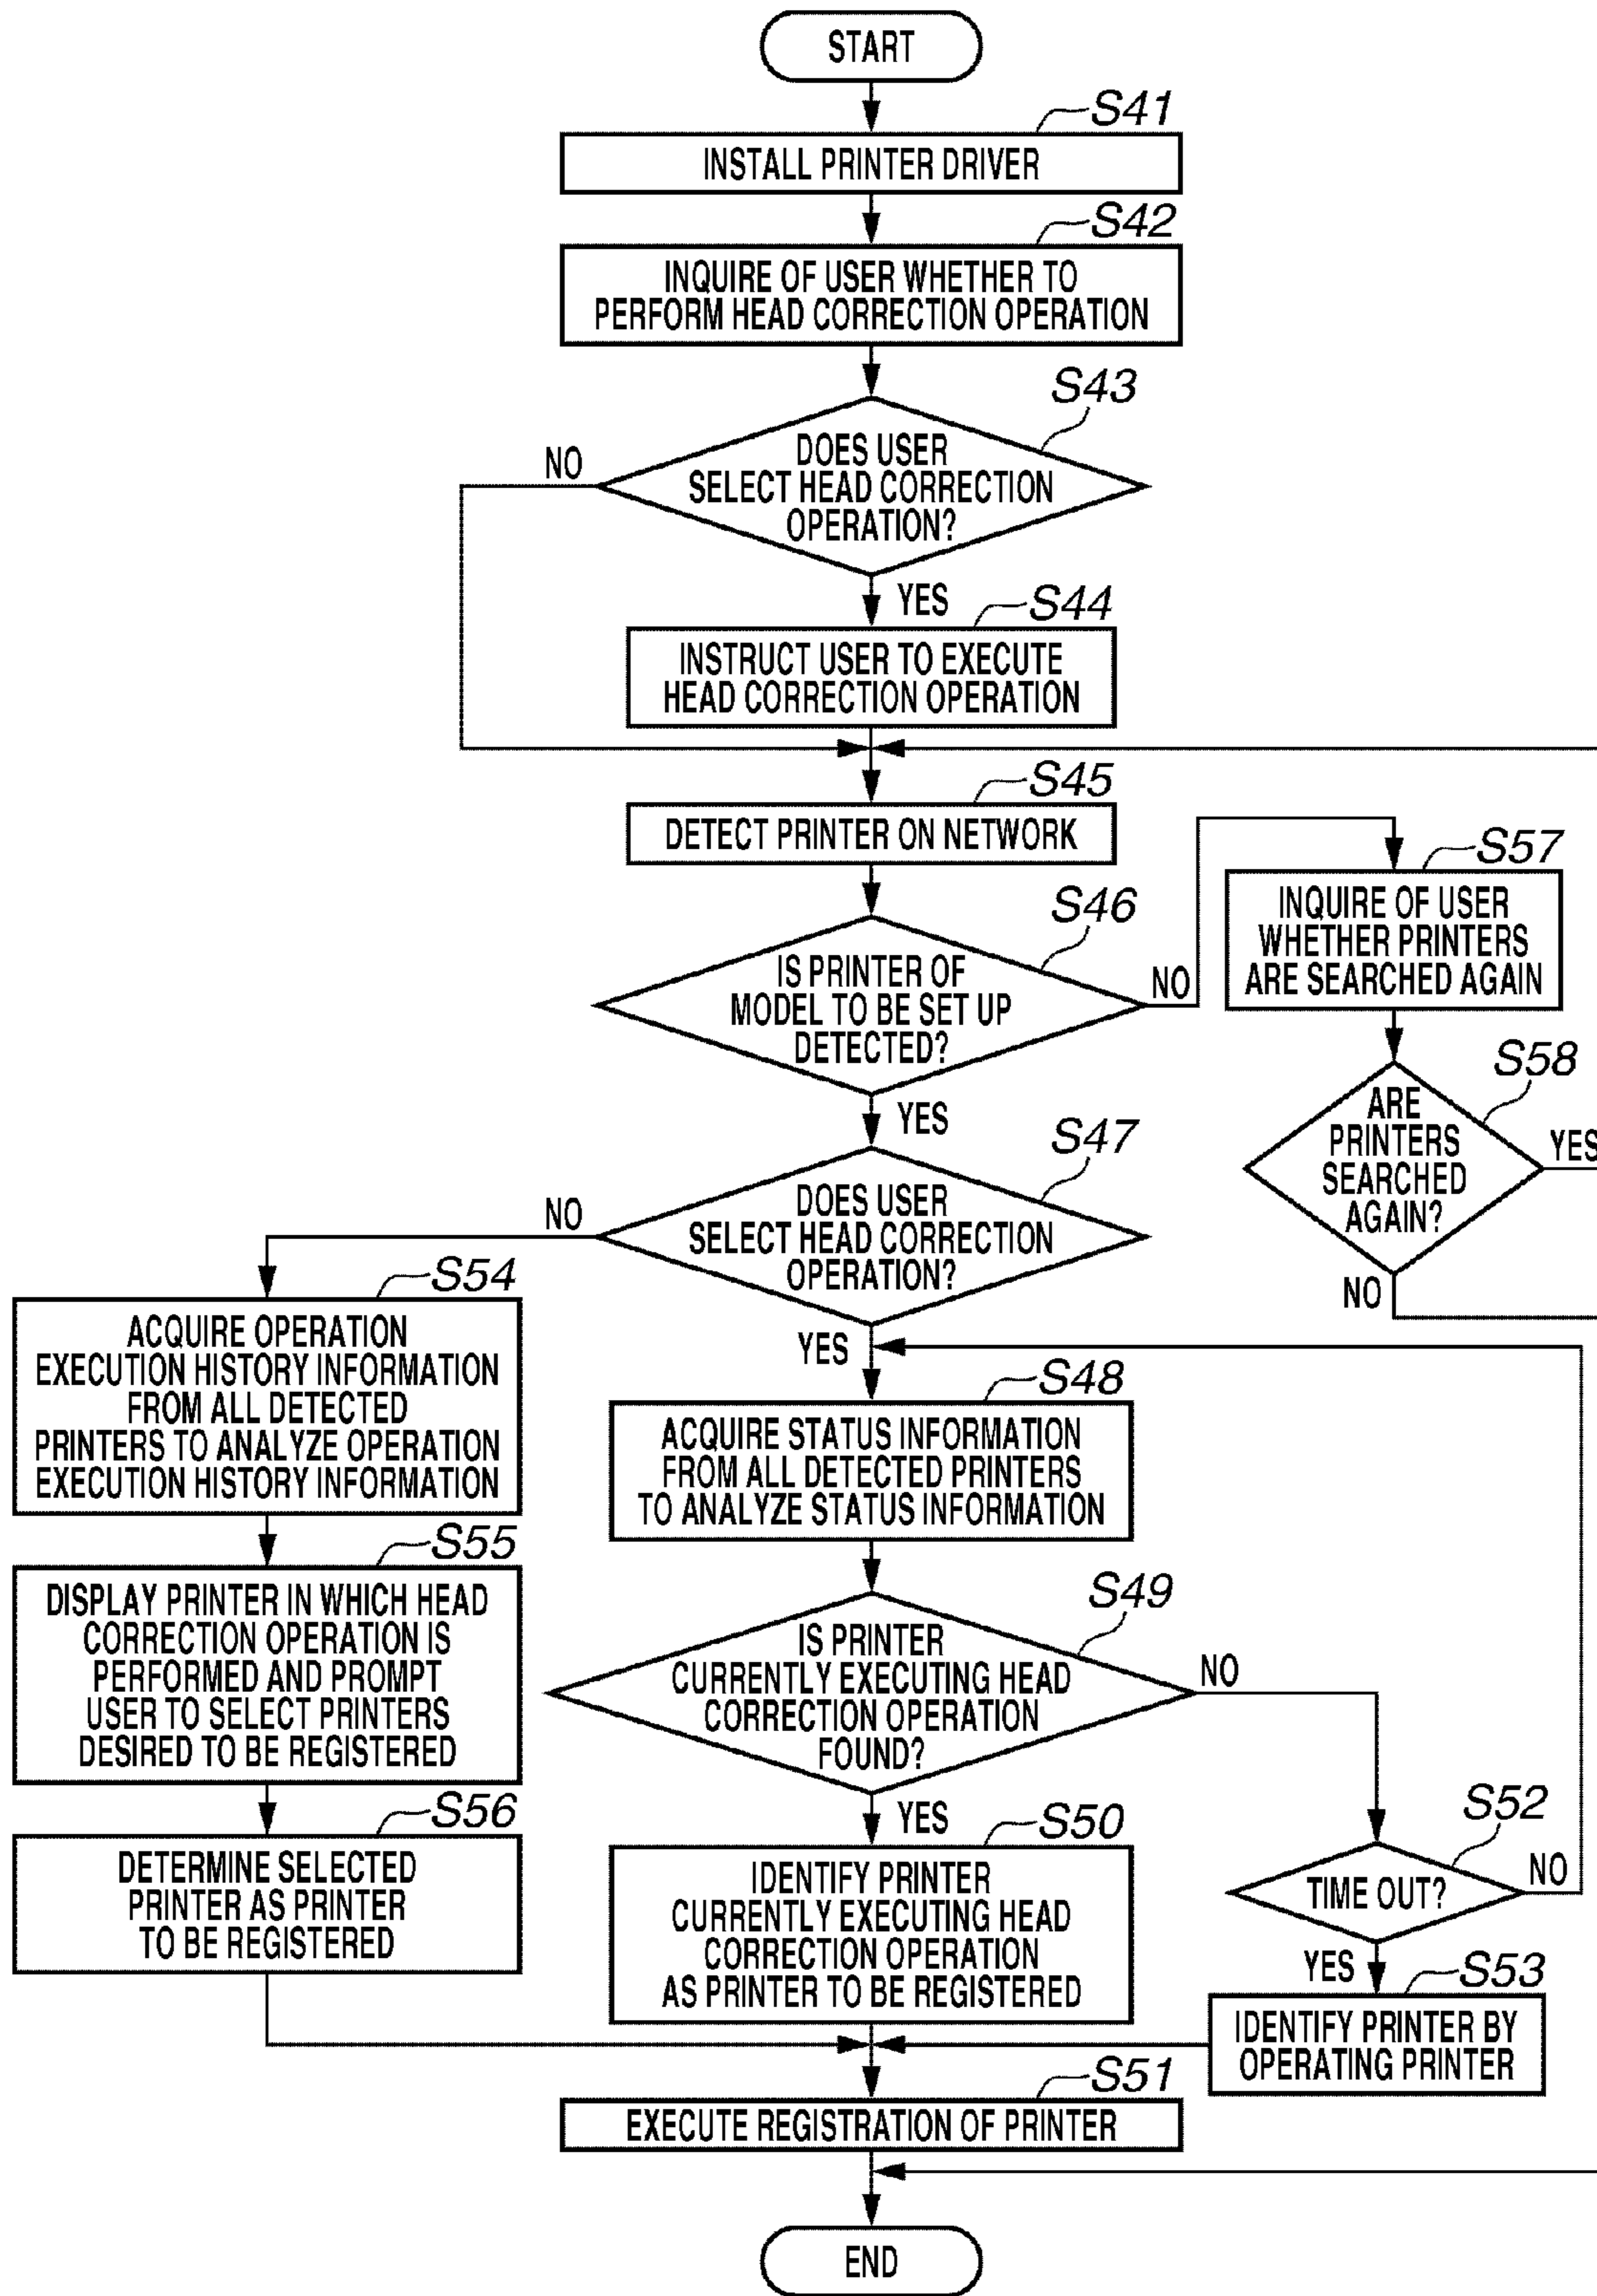 START
S41
INSTALL PRINTER DRIVER
S42
INQUIRE OF USER WHETHER TO
PERFORM HEAD CORRECTION OPERATION
S43
DOES USER
SELECT HEAD CORRECTION
OPERATION?
NO
YES
S44
INSTRUCT USER TO EXECUTE
HEAD CORRECTION OPERATION
S45
DETECT PRINTER ON NETWORK
S46
IS PRINTER OF
MODEL TO BE SET UP
DETECTED?
NO
YES
S57
INQUIRE OF USER
WHETHER PRINTERS
ARE SEARCHED AGAIN
S58
ARE
PRINTERS
SEARCHED
AGAIN?
YES
NO
S47
DOES USER
SELECT HEAD CORRECTION
OPERATION?
NO
YES
S54
ACQUIRE OPERATION
EXECUTION HISTORY INFORMATION
FROM ALL DETECTED
PRINTERS TO ANALYZE OPERATION
EXECUTION HISTORY INFORMATION
S55
DISPLAY PRINTER IN WHICH HEAD
CORRECTION OPERATION IS
PERFORMED AND PROMPT
USER TO SELECT PRINTERS
DESIRED TO BE REGISTERED
S56
DETERMINE SELECTED
PRINTER AS PRINTER
TO BE REGISTERED
S48
ACQUIRE STATUS INFORMATION
FROM ALL DETECTED PRINTERS
TO ANALYZE STATUS INFORMATION
S49
IS PRINTER
CURRENTLY EXECUTING HEAD
CORRECTION OPERATION
FOUND?
NO
YES
S50
IDENTIFY PRINTER
CURRENTLY EXECUTING HEAD
CORRECTION OPERATION
AS PRINTER TO BE REGISTERED
S52
TIME OUT?
NO
YES
S53
IDENTIFY PRINTER BY
OPERATING PRINTER
S51
EXECUTE REGISTRATION OF PRINTER
END